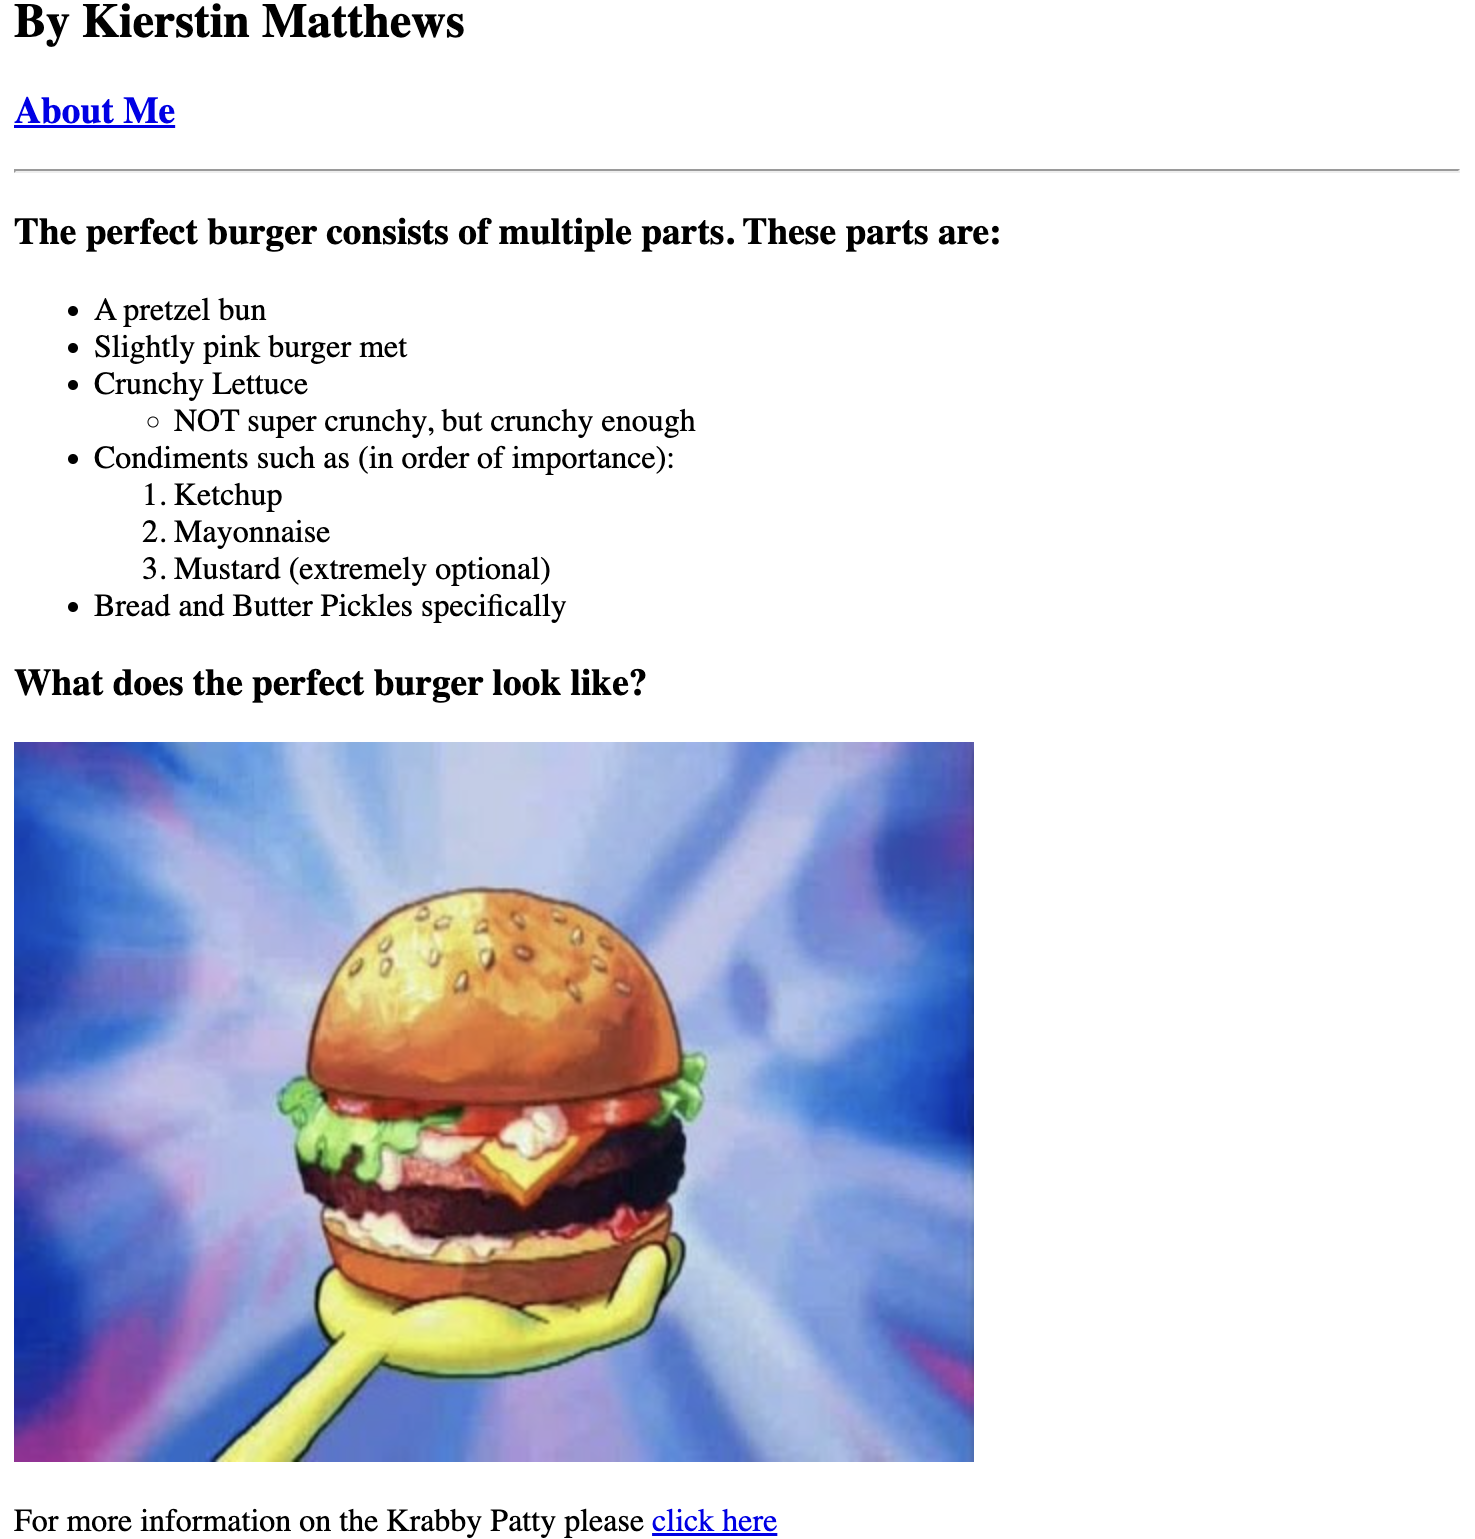 By Kierstin Matthews
About Me
The perfect burger consists of multiple parts. These parts are:
A pretzel bun
Slightly pink burger met
Crunchy Lettuce
NOT super crunchy, but crunchy enough
Condiments such as (in order of importance):
1. Ketchup
2. Mayonnaise
3. Mustard (extremely optional)
Bread and Butter Pickles specifically
What does the perfect burger look like?
For more information on the Krabby Patty please click here